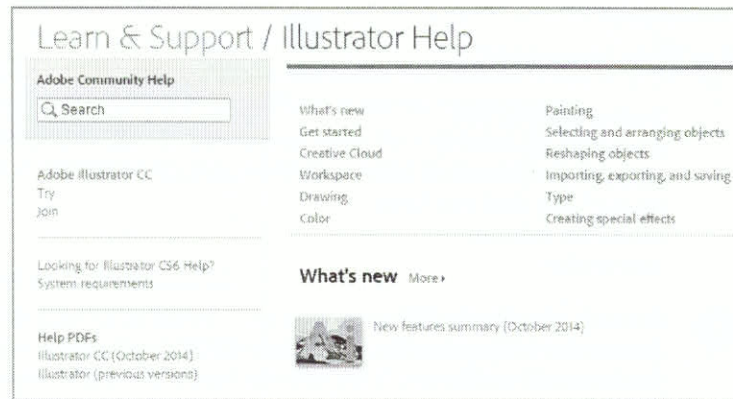 Learn & Support / Illustrator Help
Adobe Community Help
Search
Adobe Illustrator CC
Try
Join
Looking for Illustrator CS6 Help?
System requirements
Help PDFs
Illustrator CC (October 2014)
Illustrator (previous versions)
What's new
Get started
Creative Cloud
Workspace
Drawing
Color
Painting
Selecting and arranging objects
Reshaping objects
Importing, exporting, and saving
Type
Creating special effects
What's new More
New features summary (October 2014)